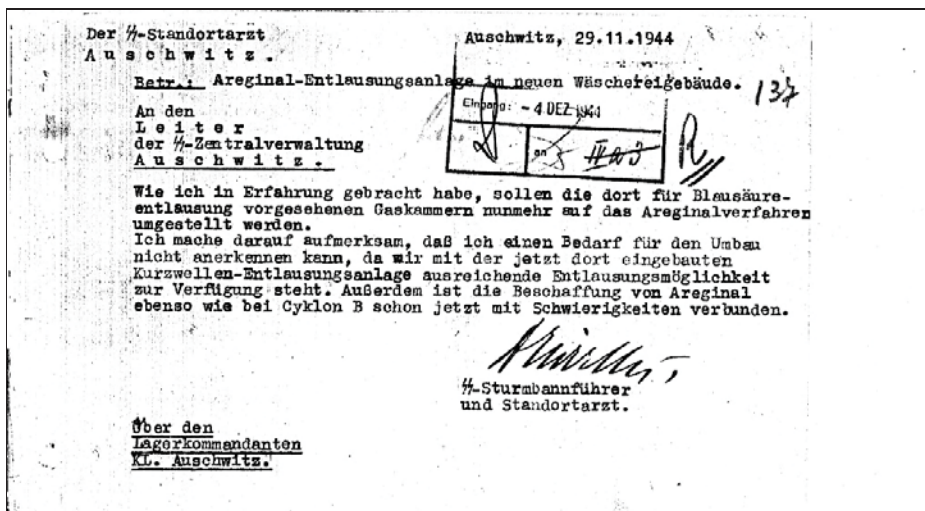 Der ᛋᛋ-Standortarzt
Auschwitz.
Auschwitz, 29.11.1944
Betr.: Areginal-Entlausungsanlage im neuen Wäschereigebäude.
137
Eingang: - 4 DEZ 1944
An den
Leiter
der ᛋᛋ-Zentralverwaltung
Auschwitz.
an
R
Wie ich in Erfahrung gebracht habe, sollen die dort für Blausäure-
entlausung vorgesehenen Gaskammern nunmehr auf das Areginalverfahren
umgestellt werden.
Ich mache darauf aufmerksam, daß ich einen Bedarf für den Umbau
nicht anerkennen kann, da wir mit der jetzt dort eingebauten
Kurzwellen-Entlausungsanlage ausreichende Entlausungsmöglichkeit
zur Verfügung steht. Außerdem ist die Beschaffung von Areginal
ebenso wie bei Cyklon B schon jetzt mit Schwierigkeiten verbunden.
ᛋᛋ-Sturmbannführer
und Standortarzt.
Über den
Lagerkommandanten
KL. Auschwitz.